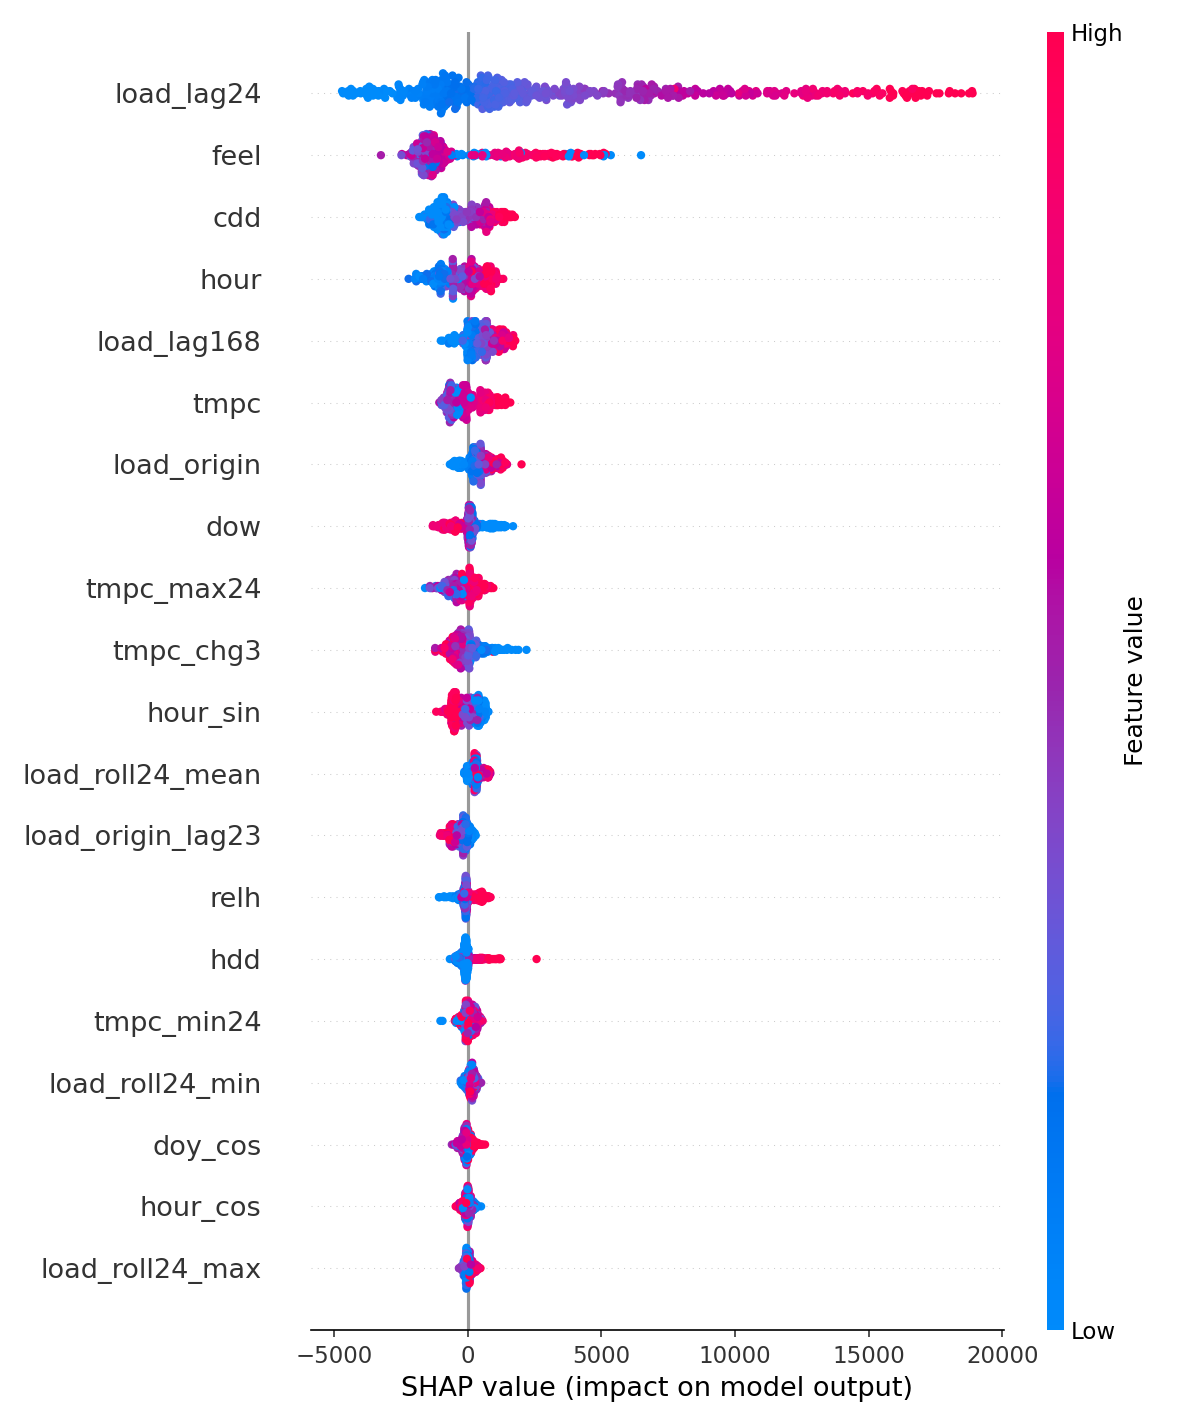 High
load_lag24
feel
cdd
hour
load_lag168
tmpc
load_origin
dow
tmpc_max24
tmpc_chg3
hour_sin
load_roll24_mean
load_origin_lag23
relh
hdd
tmpc_min24
load_roll24_min
doy_cos
hour_cos
load_roll24_max
Feature value
Low
−5000 0 5000 10000 15000 20000
SHAP value (impact on model output)